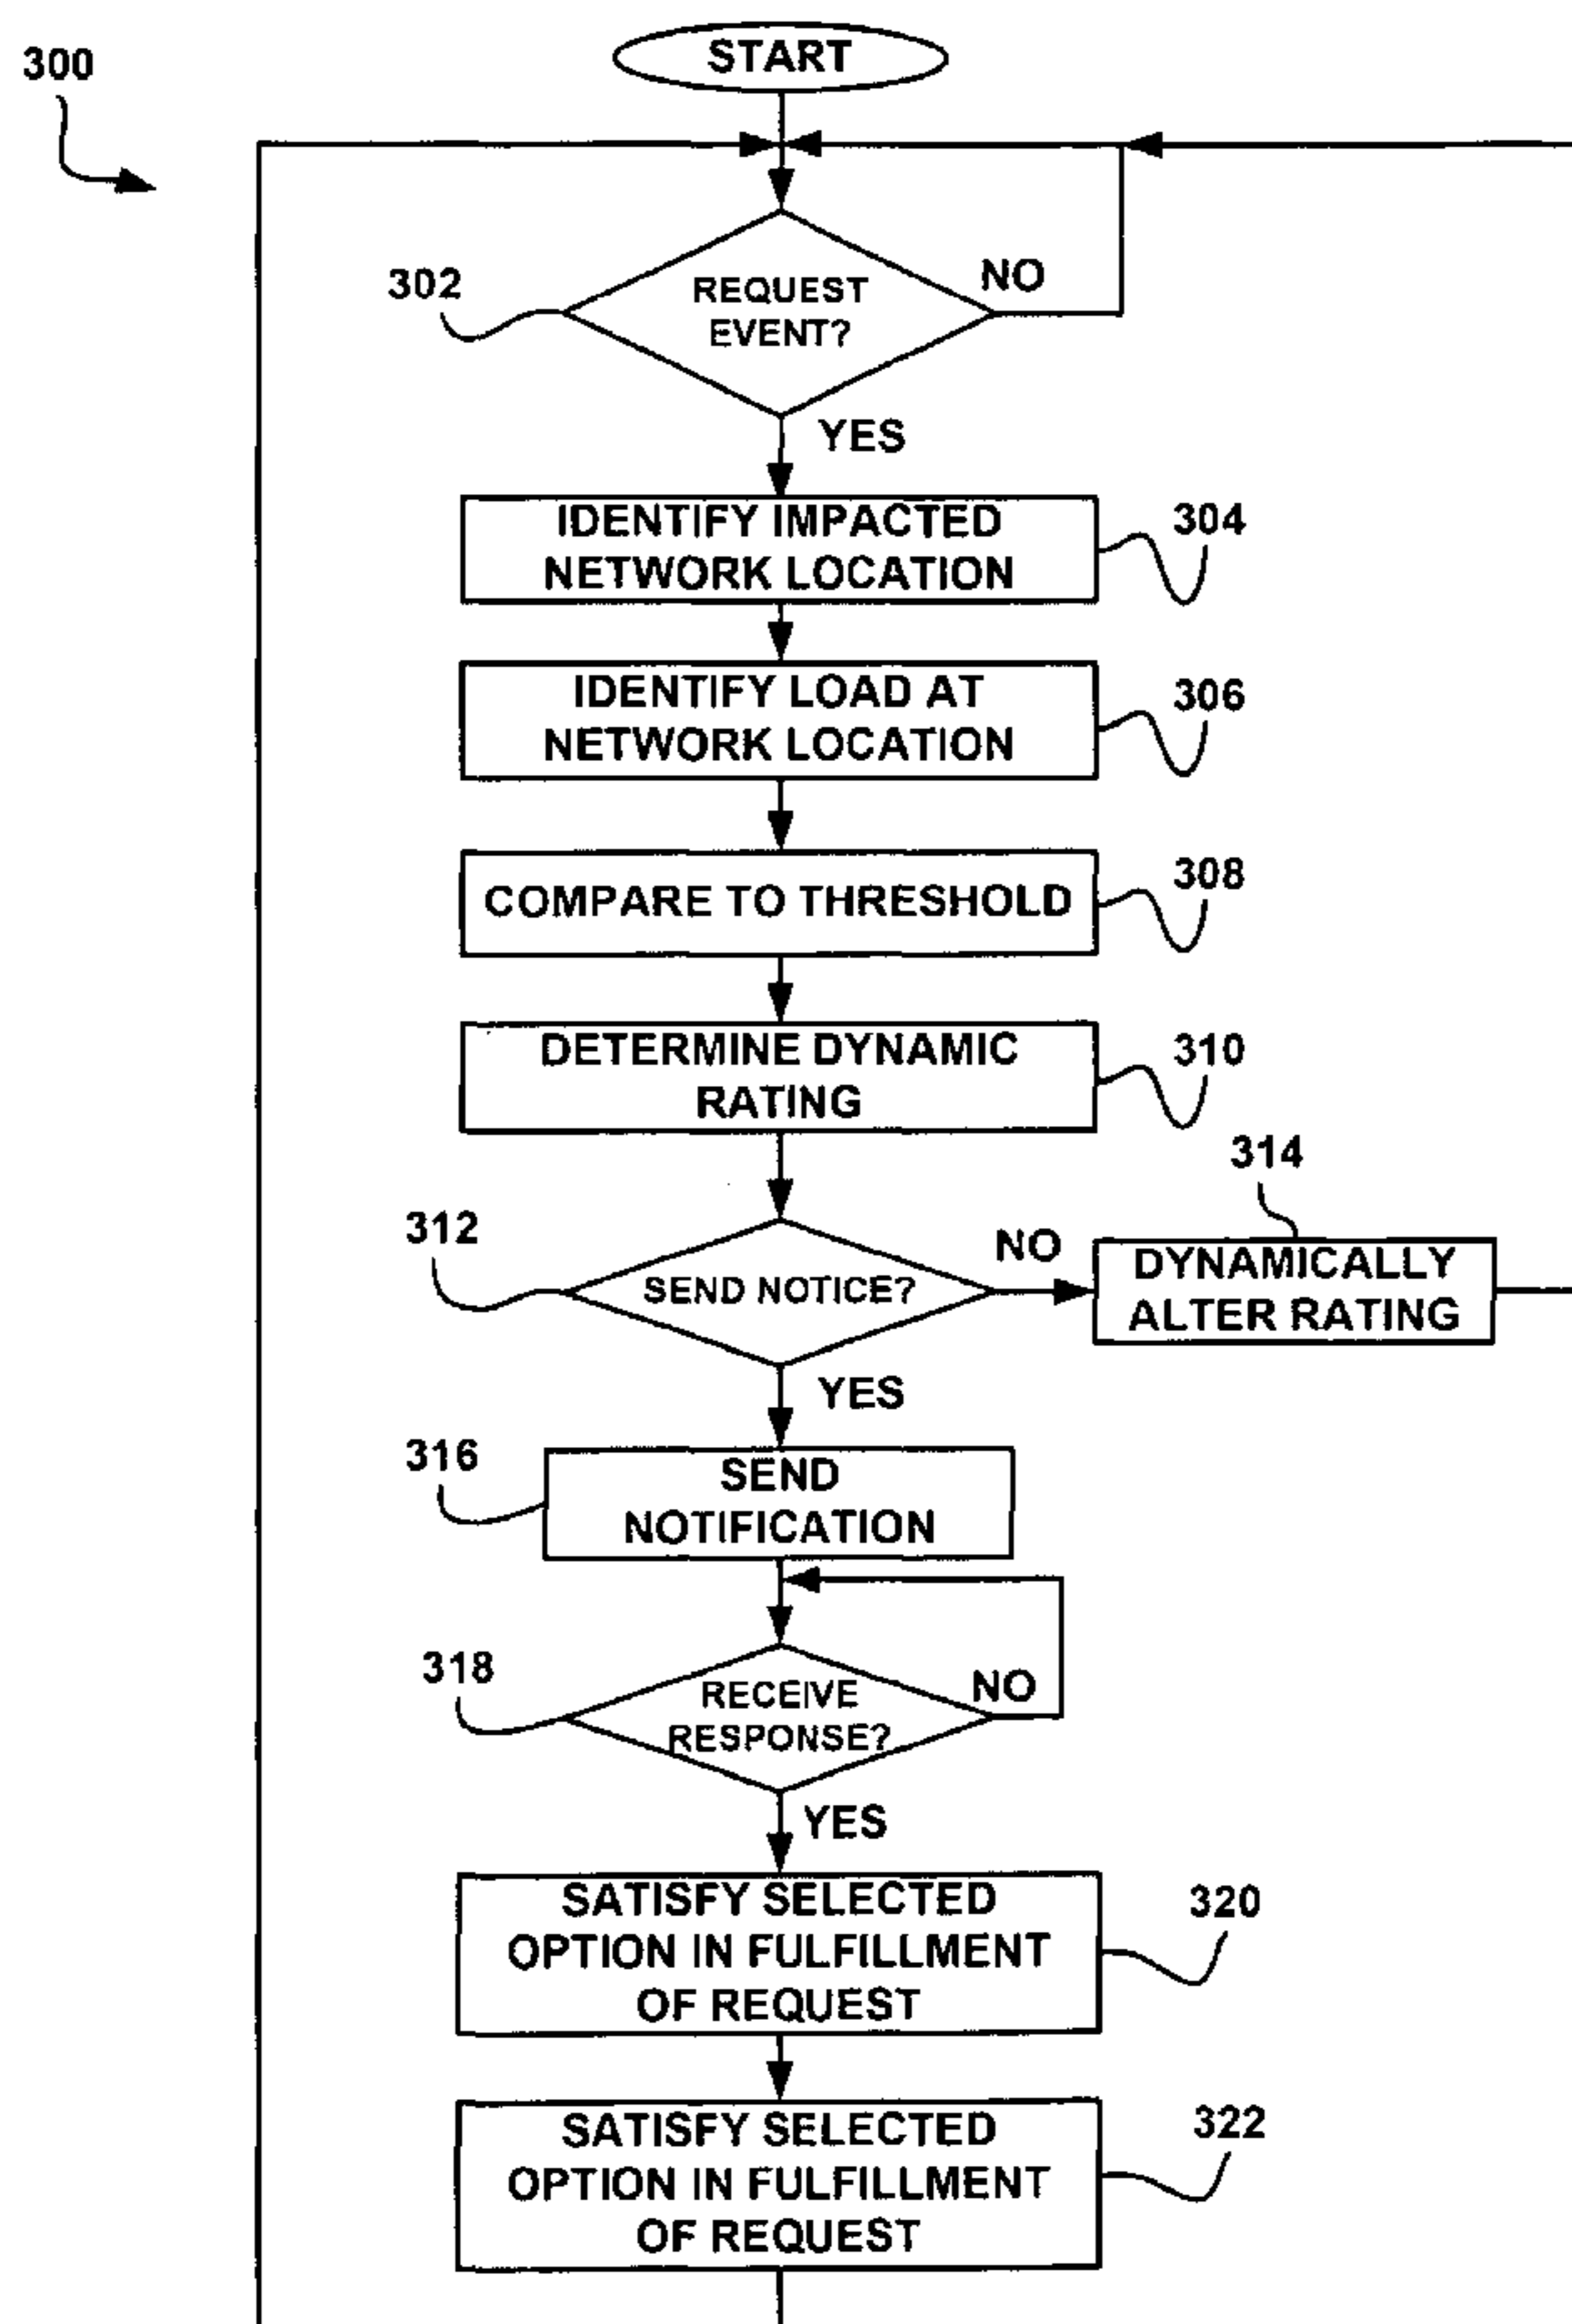 300
START
302
REQUEST
EVENT?
NO
YES
IDENTIFY IMPACTED
NETWORK LOCATION
304
IDENTIFY LOAD AT
NETWORK LOCATION
306
COMPARE TO THRESHOLD
308
DETERMINE DYNAMIC
RATING
310
312
SEND NOTICE?
NO
314
DYNAMICALLY
ALTER RATING
YES
316
SEND
NOTIFICATION
318
RECEIVE
RESPONSE?
NO
YES
SATISFY SELECTED
OPTION IN FULFILLMENT
OF REQUEST
320
SATISFY SELECTED
OPTION IN FULFILLMENT
OF REQUEST
322